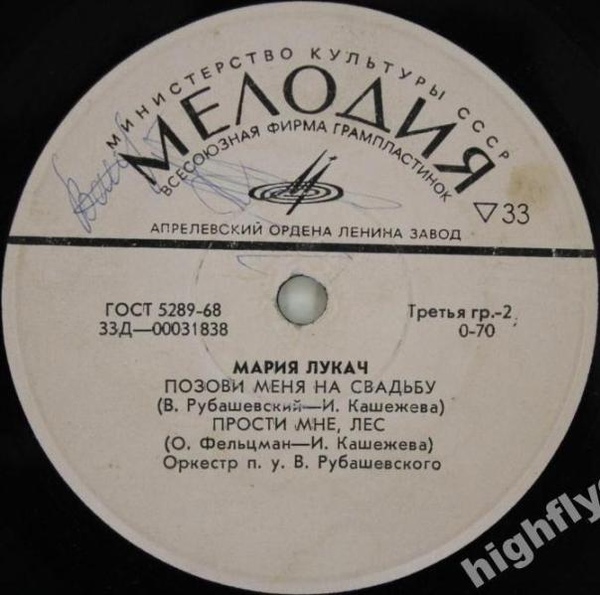 МИНИСТЕРСТВО КУЛЬТУРЫ СССР
МЕЛОДИЯ
ВСЕСОЮЗНАЯ ФИРМА ГРАМПЛАСТИНОК
33
АПРЕЛЕВСКИЙ ОРДЕНА ЛЕНИНА ЗАВОД
ГОСТ 5289-68
Третья гр.-2
33Д—00031838
0-70
МАРИЯ ЛУКАЧ
ПОЗОВИ МЕНЯ НА СВАДЬБУ
(В. Рубашевский—И. Кашежева)
ПРОСТИ МНЕ, ЛЕС
(О. Фельцман—И. Кашежева)
Оркестр п. у. В. Рубашевского